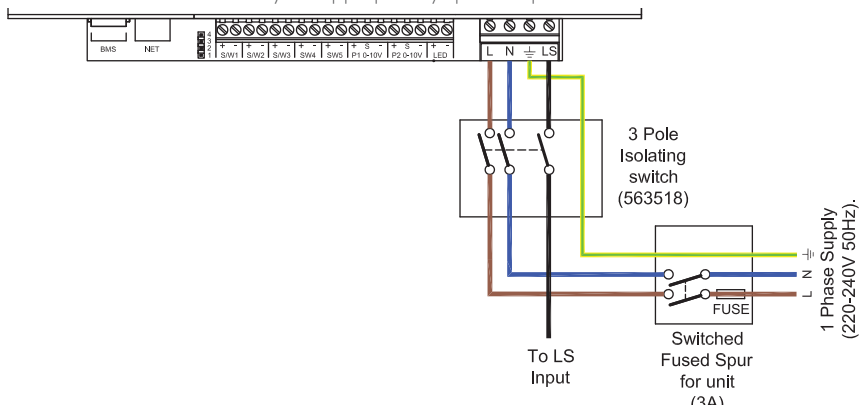 BMS
NET
4
3
2
1
+ - + - + - + - + - + S - + S - + -
S/W1 S/W2 S/W3 SW4 SW5 P1 0-10V P2 0-10V LED
L N LS
3 Pole
Isolating
switch
(563518)
1 Phase Supply
(220-240V 50Hz).
N
L
FUSE
To LS
Input
Switched
Fused Spur
for unit
(3A)